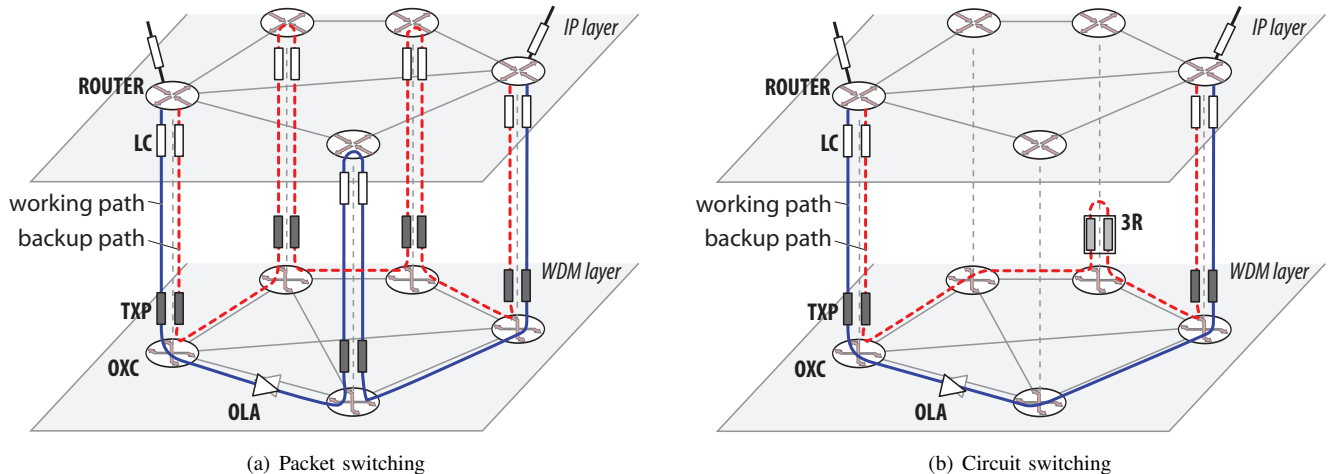 IP layer
ROUTER
LC
working path
backup path
WDM layer
TXP
OXC
OLA
(a) Packet switching
IP layer
ROUTER
LC
working path
backup path
3R
WDM layer
TXP
OXC
OLA
(b) Circuit switching